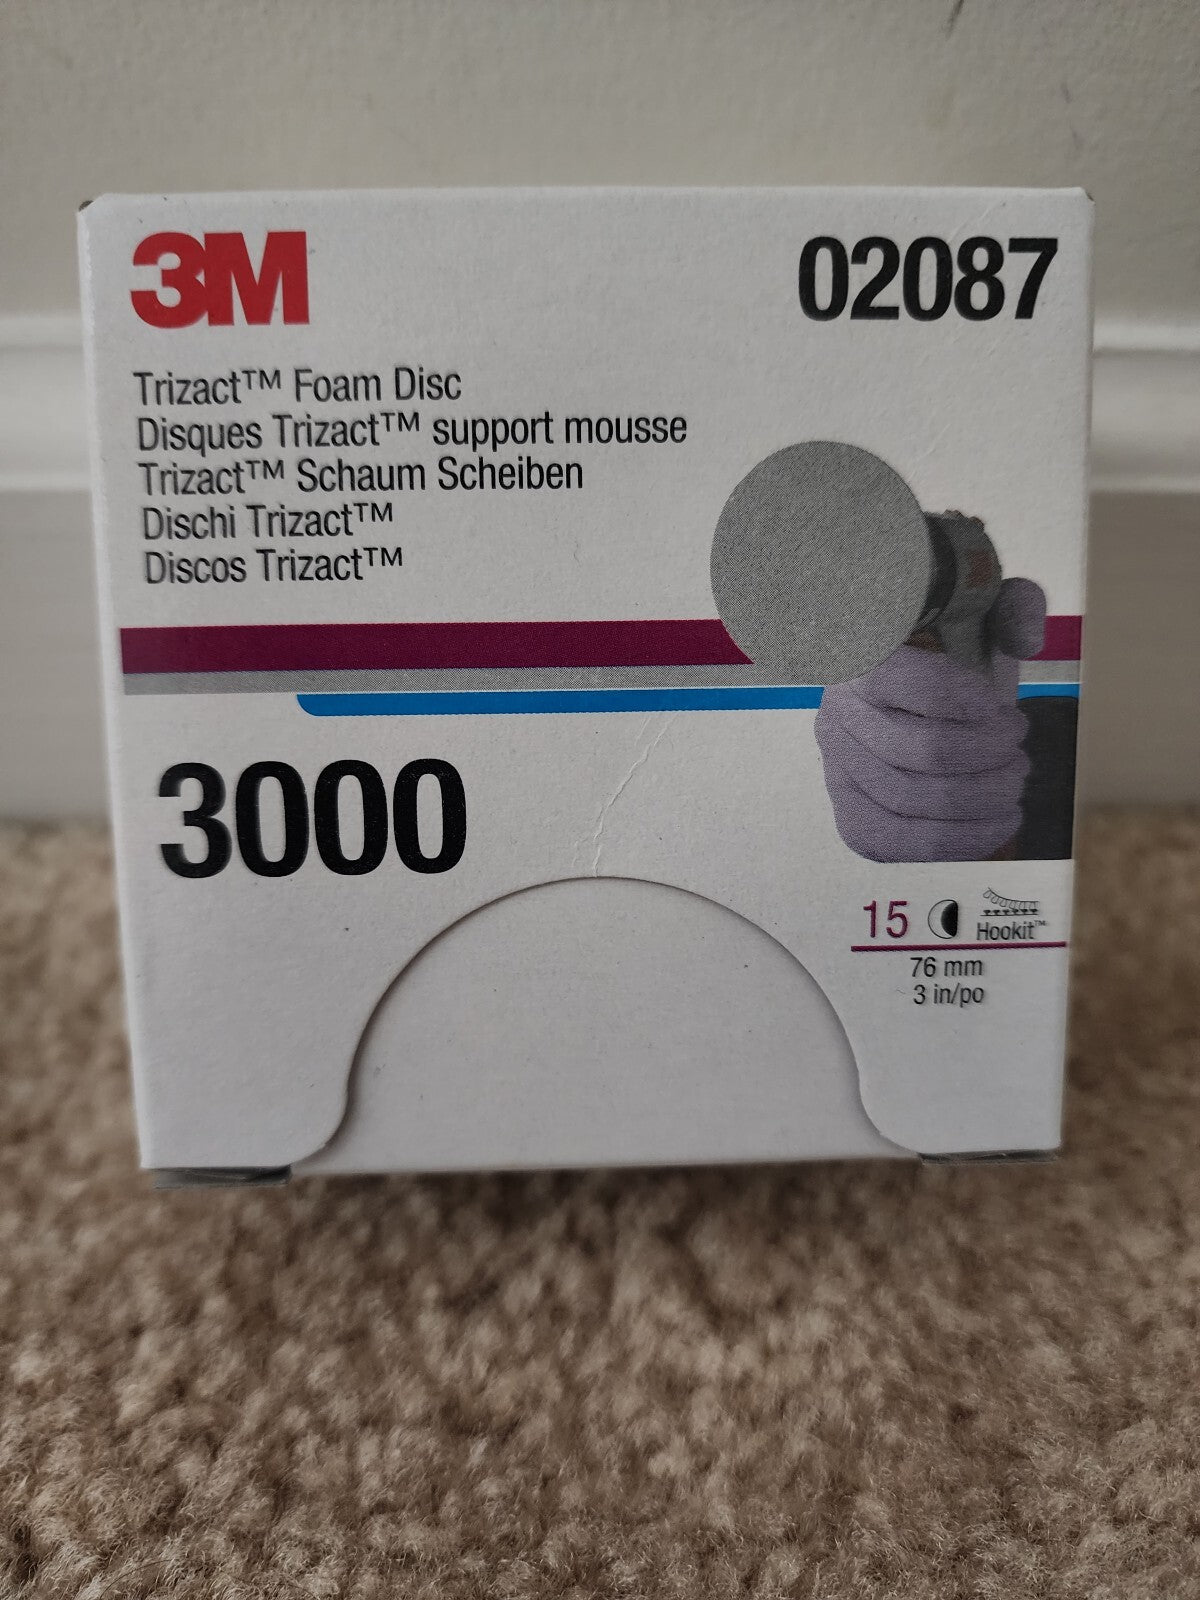 3M
02087
Trizact™ Foam Disc
Disques Trizact™ support mousse
Trizact™ Schaum Scheiben
Dischi Trizact™
Discos Trizact™
3000
15 Hookit™
76 mm
3 in/po